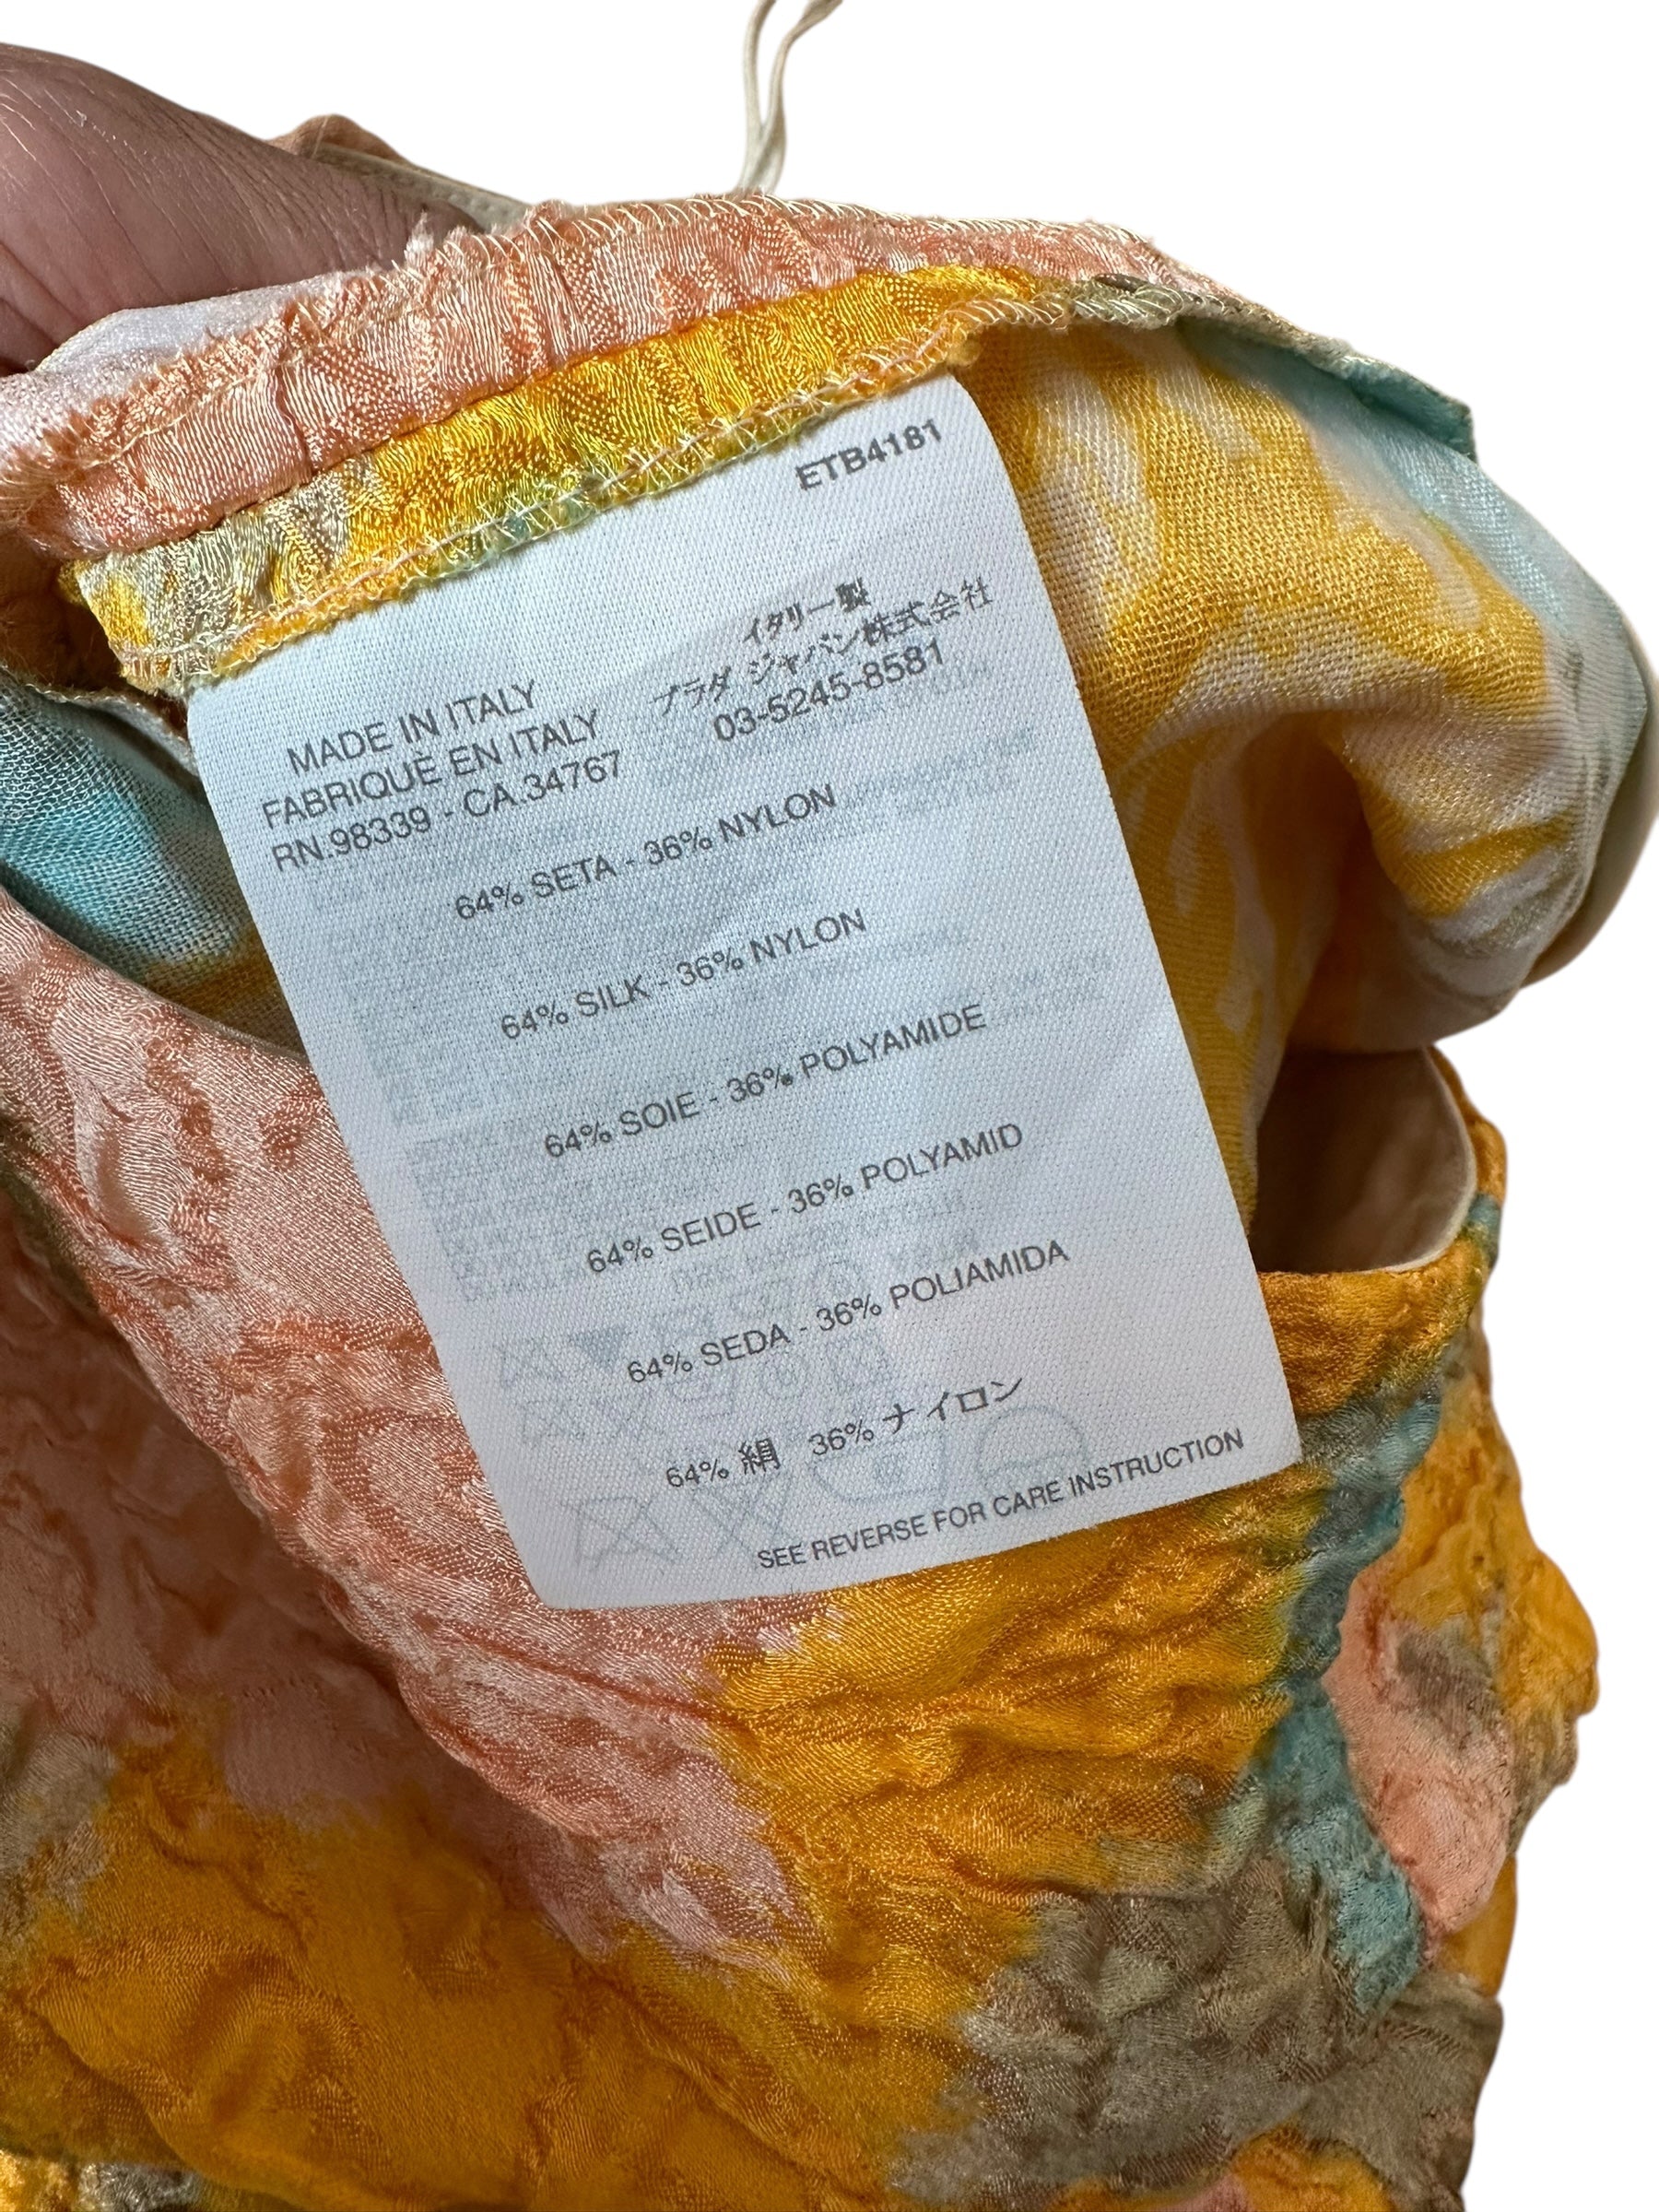 ETB4181
イタリー製
プラダ ジャパン株式会社
03-5245-8581
MADE IN ITALY
FABRIQUÈ EN ITALY
RN.98339 - CA.34767
64% SETA - 36% NYLON
64% SILK - 36% NYLON
64% SOIE - 36% POLYAMIDE
64% SEIDE - 36% POLYAMID
64% SEDA - 36% POLIAMIDA
64% 絹 36% ナイロン
SEE REVERSE FOR CARE INSTRUCTION